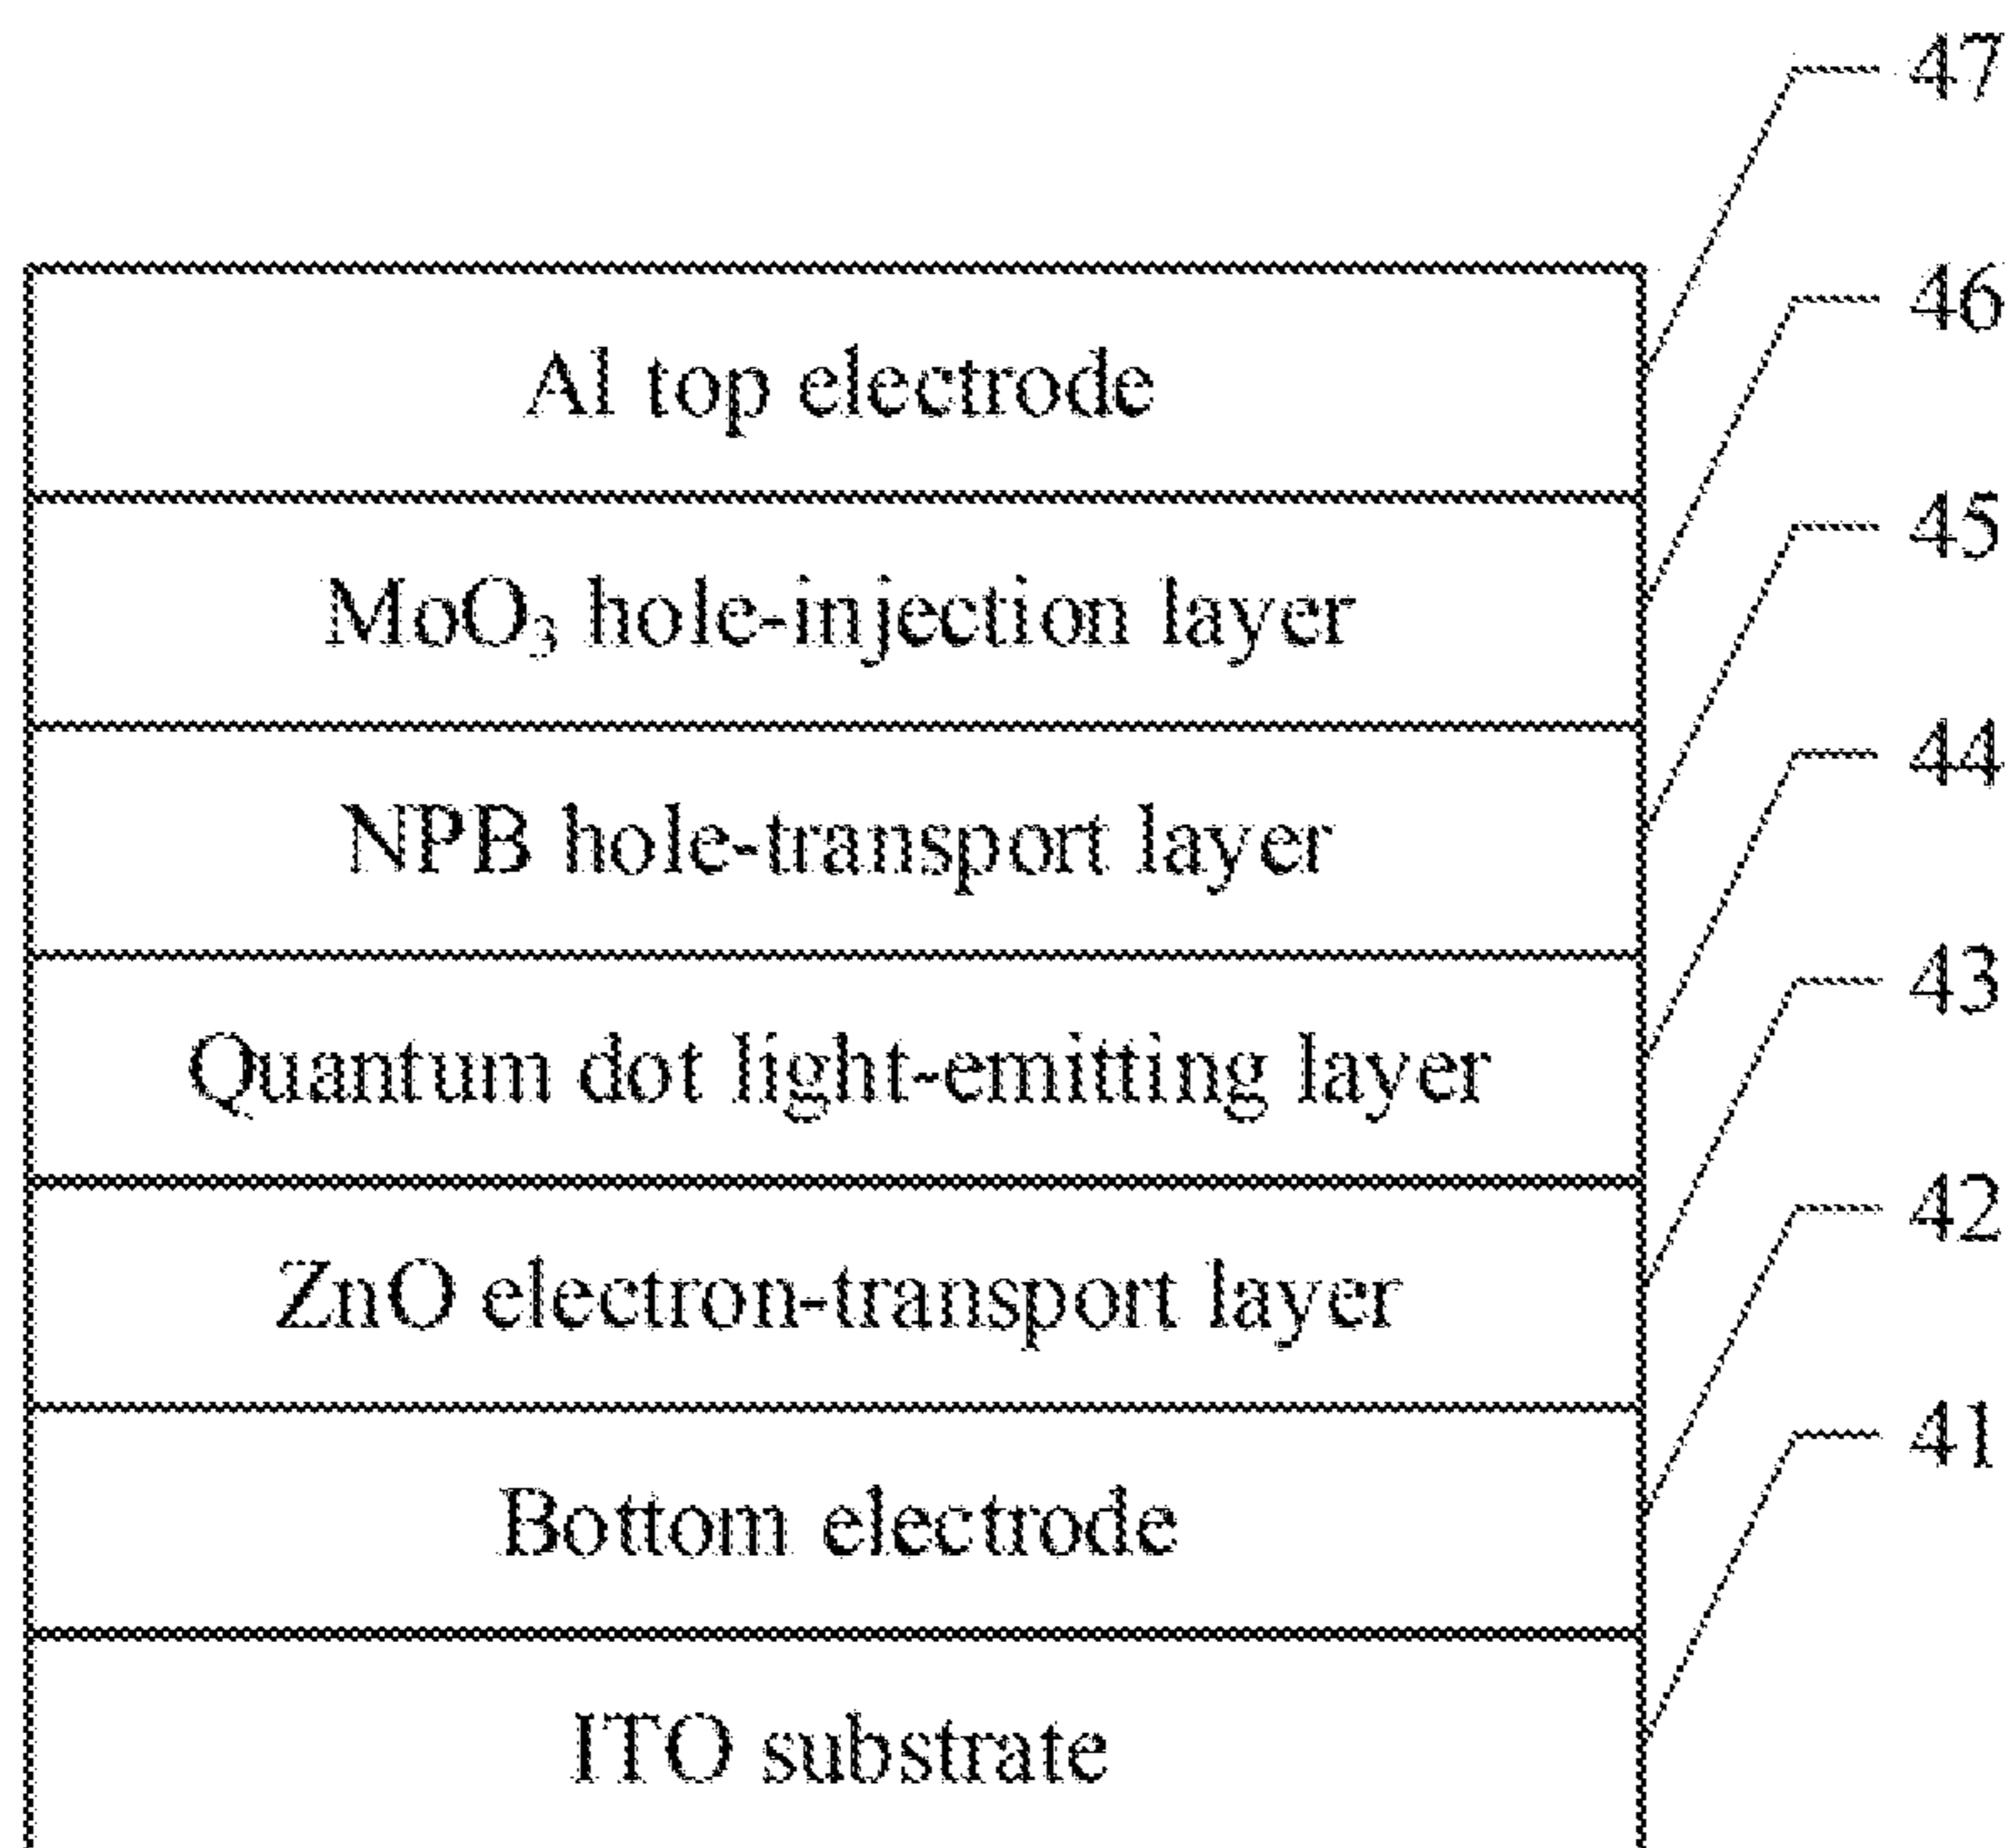 47
Al top electrode
46
MoO₃ hole-injection layer
45
NPB hole-transport layer
44
Quantum dot light-emitting layer
43
ZnO electron-transport layer
42
Bottom electrode
41
ITO substrate